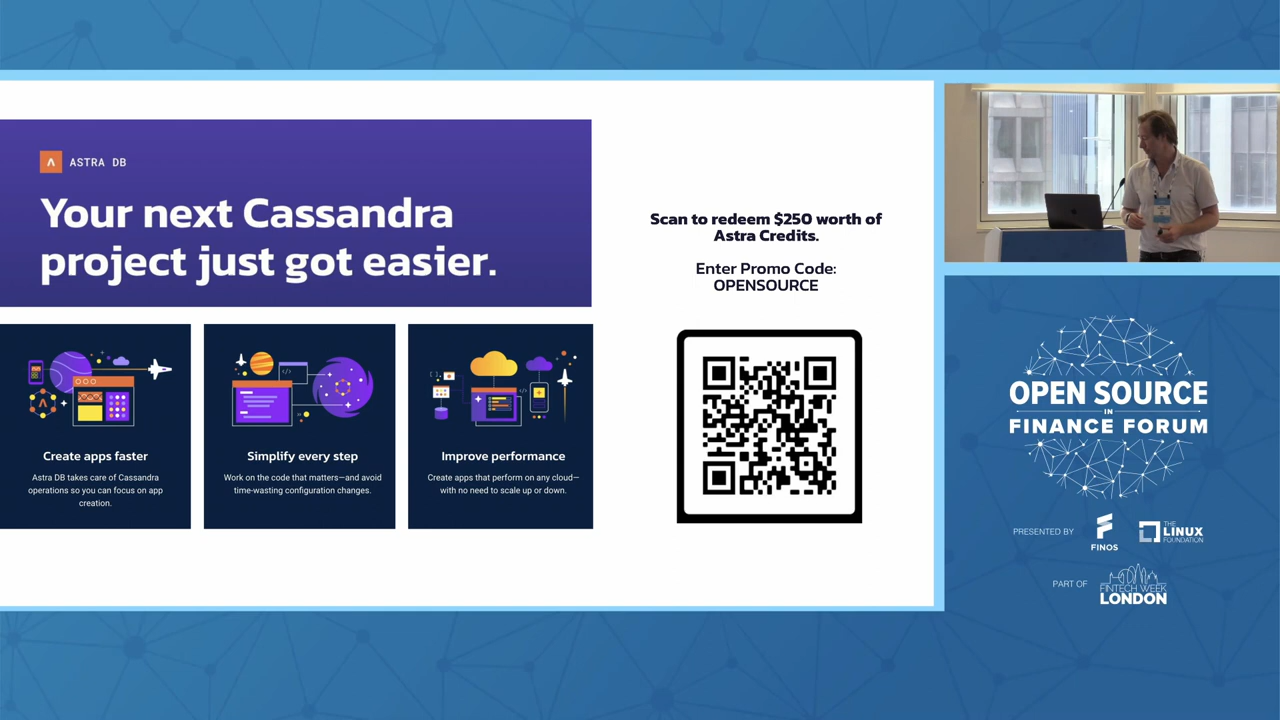 ASTRA DB
Your next Cassandra
project just got easier.
Create apps faster
Astra DB takes care of Cassandra
operations so you can focus on app
creation.
Simplify every step
Work on the code that matters—and avoid
time-wasting configuration changes.
Improve performance
Create apps that perform on any cloud—
with no need to scale up or down.
Scan to redeem $250 worth of
Astra Credits.
Enter Promo Code:
OPENSOURCE
OPEN SOURCE
IN
FINANCE FORUM
PRESENTED BY
FINOS
THE
LINUX
FOUNDATION
PART OF
FINTECH WEEK
LONDON